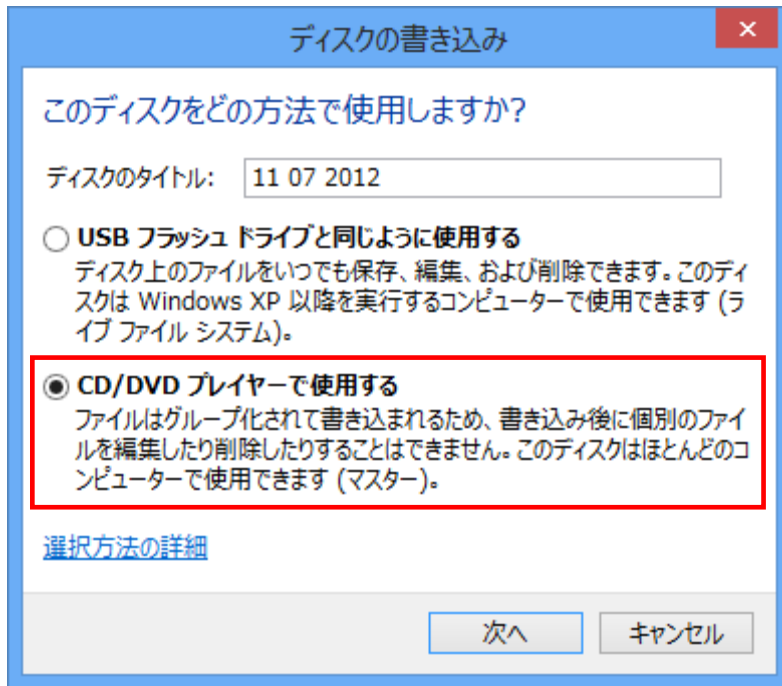 ディスクの書き込み
このディスクをどの方法で使用しますか?
ディスクのタイトル: 11 07 2012
USB フラッシュ ドライブと同じように使用する
ディスク上のファイルをいつでも保存、編集、および削除できます。このディ
スクは Windows XP 以降を実行するコンピューターで使用できます (ラ
イブ ファイル システム)。
CD/DVD プレイヤーで使用する
ファイルはグループ化されて書き込まれるため、書き込み後に個別のファイ
ルを編集したり削除したりすることはできません。このディスクはほとんどのコ
ンピューターで使用できます (マスター)。
選択方法の詳細
次へ キャンセル